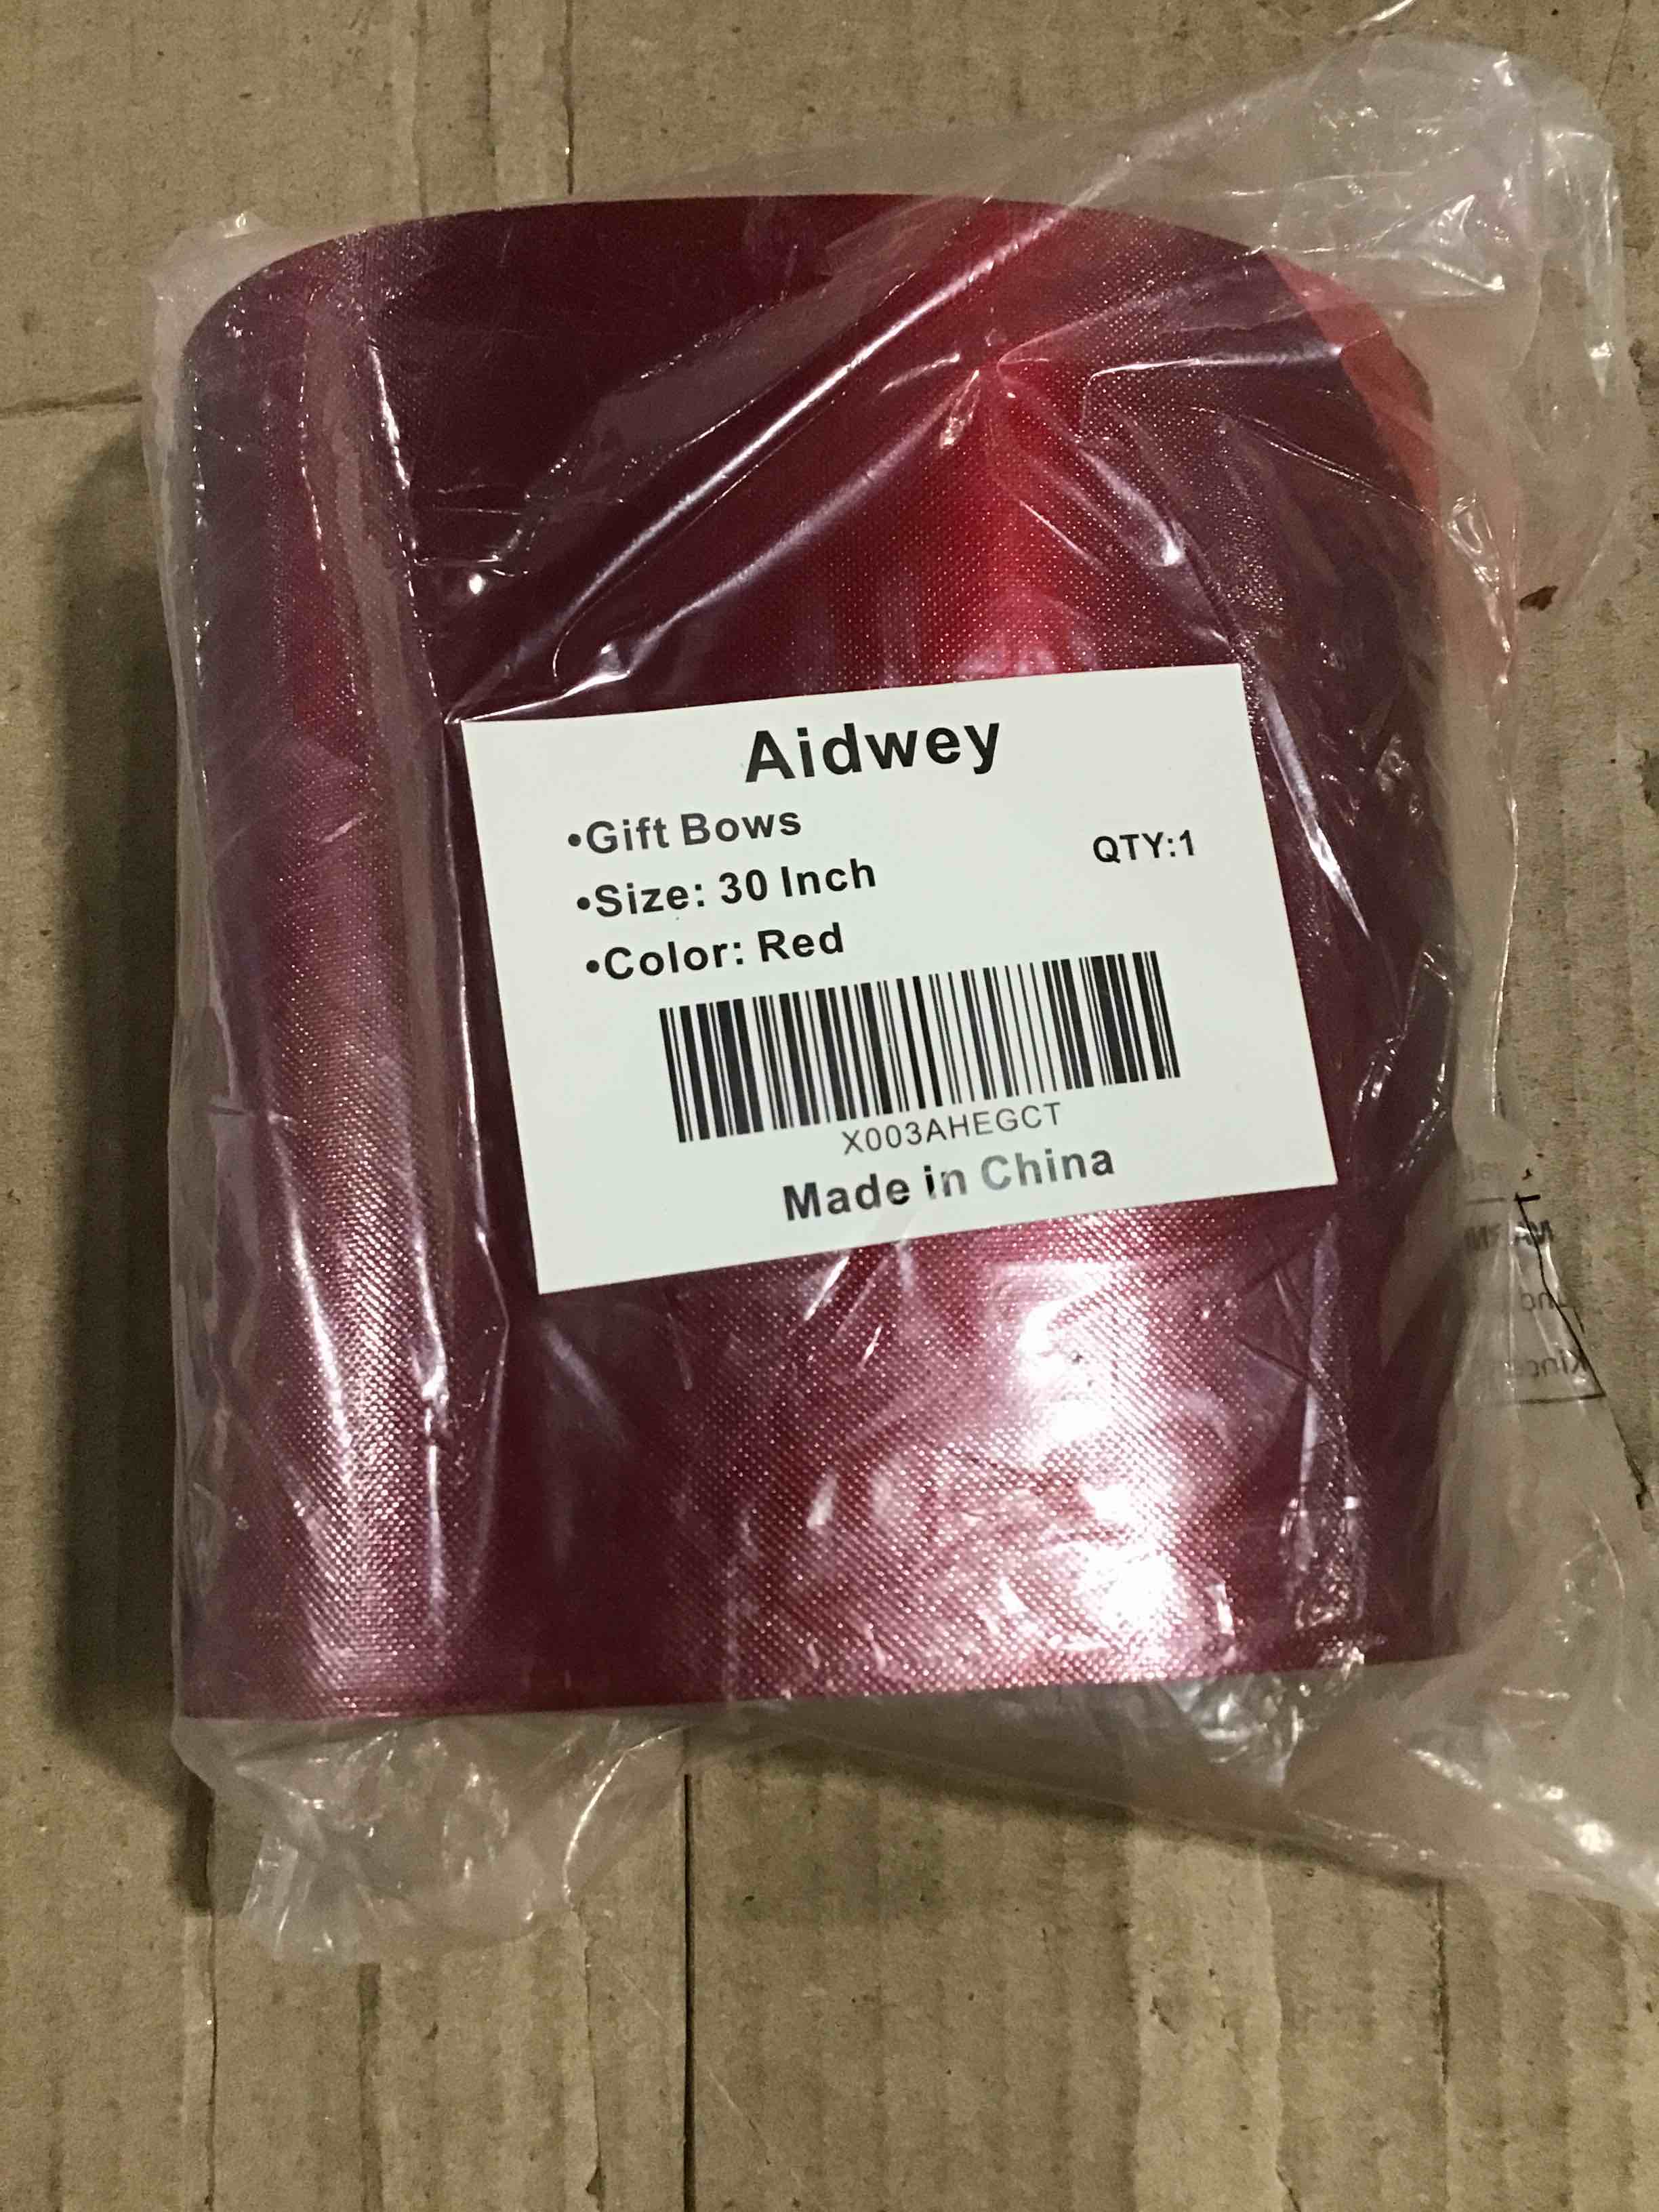 Aidwey
•Gift Bows
QTY:1
•Size: 30 Inch
•Color: Red
X003AHEGCT
Made in China